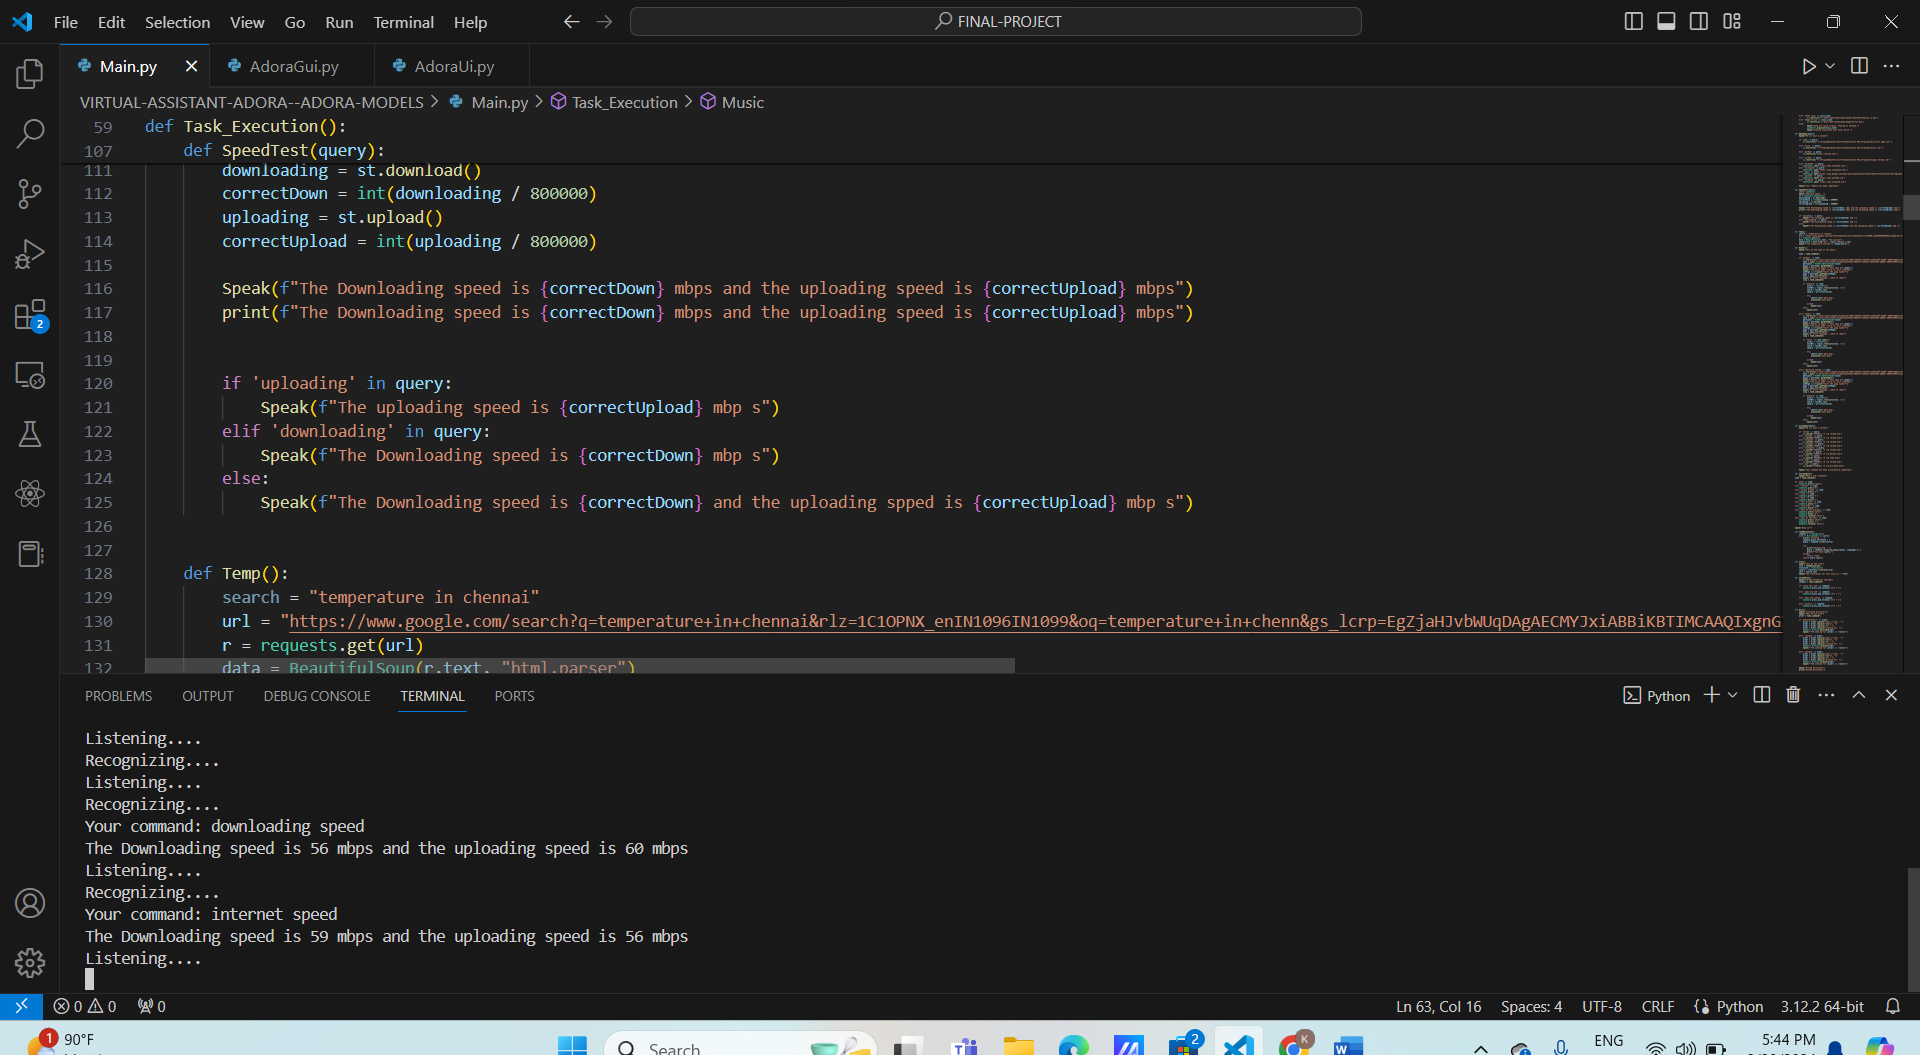 File Edit Selection View Go Run Terminal Help
FINAL-PROJECT
Main.py
AdoraGui.py
AdoraUi.py
VIRTUAL-ASSISTANT-ADORA--ADORA-MODELS > Main.py > Task_Execution > Music
59 def Task_Execution():
107 def SpeedTest(query):
111 downloading = st.download()
112 correctDown = int(downloading / 800000)
113 uploading = st.upload()
114 correctUpload = int(uploading / 800000)
115
116 Speak(f"The Downloading speed is {correctDown} mbps and the uploading speed is {correctUpload} mbps")
117 print(f"The Downloading speed is {correctDown} mbps and the uploading speed is {correctUpload} mbps")
118
119
120 if 'uploading' in query:
121 Speak(f"The uploading speed is {correctUpload} mbp s")
122 elif 'downloading' in query:
123 Speak(f"The Downloading speed is {correctDown} mbp s")
124 else:
125 Speak(f"The Downloading speed is {correctDown} and the uploading spped is {correctUpload} mbp s")
126
127
128 def Temp():
129 search = "temperature in chennai"
130 url = "https://www.google.com/search?q=temperature+in+chennai&rlz=1C1OPNX_enIN1096IN1099&oq=temperature+in+chenn&gs_lcrp=EgZjaHJvbWUqDAgAECMYJxiABBiKBTIMCAAQIxgnG
131 r = requests.get(url)
132 data = BeautifulSoup(r.text, "html.parser")
PROBLEMS OUTPUT DEBUG CONSOLE TERMINAL PORTS
Python
Listening....
Recognizing....
Listening....
Recognizing....
Your command: downloading speed
The Downloading speed is 56 mbps and the uploading speed is 60 mbps
Listening....
Recognizing....
Your command: internet speed
The Downloading speed is 59 mbps and the uploading speed is 56 mbps
Listening....
2
0 0 0
Ln 63, Col 16 Spaces: 4 UTF-8 CRLF Python 3.12.2 64-bit
1 90°F
Search
2
K
ENG
5:44 PM